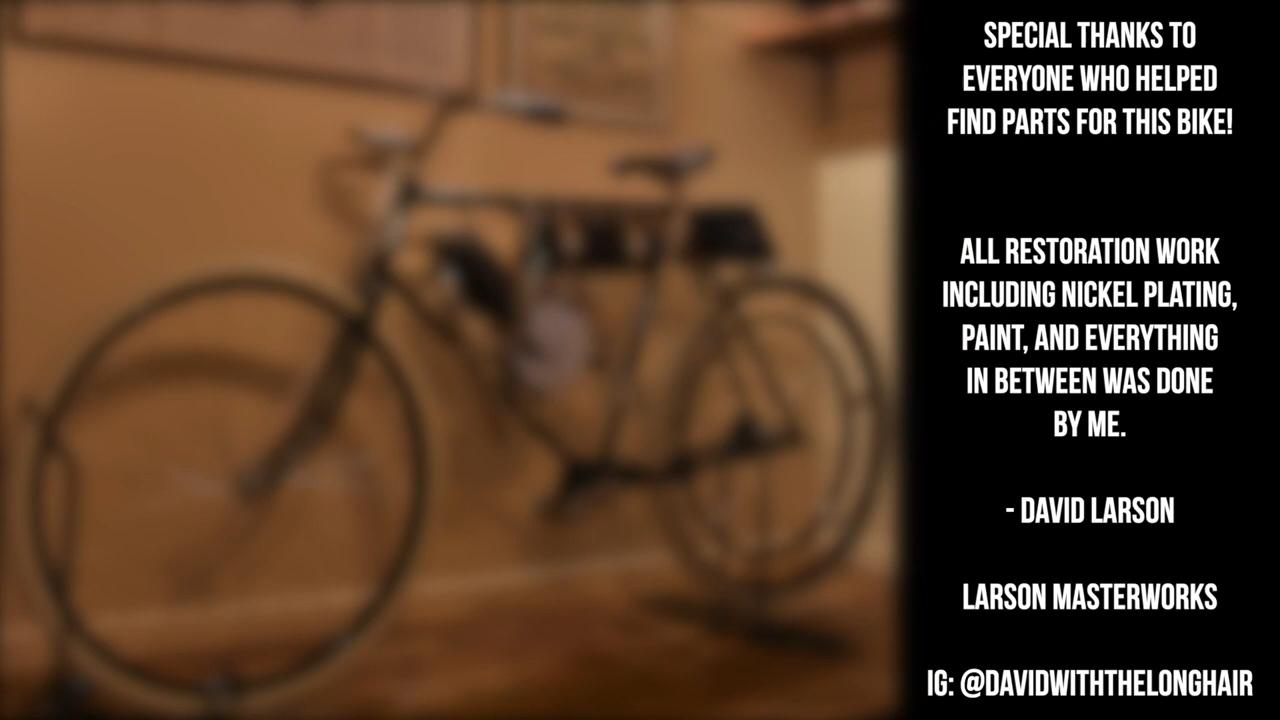 SPECIAL THANKS TO
EVERYONE WHO HELPED
FIND PARTS FOR THIS BIKE!
ALL RESTORATION WORK
INCLUDING NICKEL PLATING,
PAINT, AND EVERYTHING
IN BETWEEN WAS DONE
BY ME.
- DAVID LARSON
LARSON MASTERWORKS
IG: @DAVIDWITHTHELONGHAIR